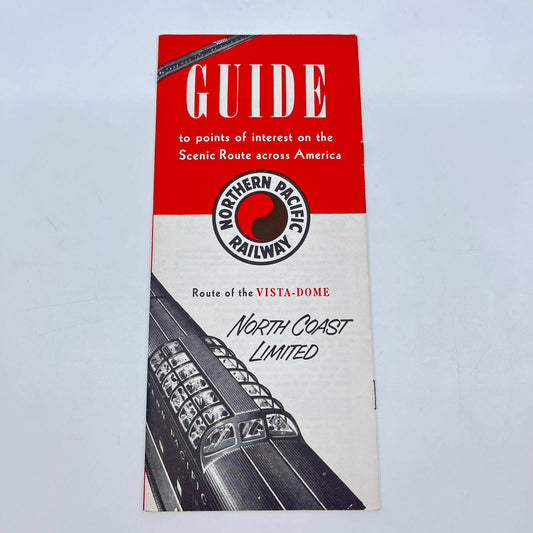 GUIDE
to points of interest on the
Scenic Route across America
NORTHERN PACIFIC
RAILWAY
Route of the VISTA-DOME
NORTH COAST
LIMITED